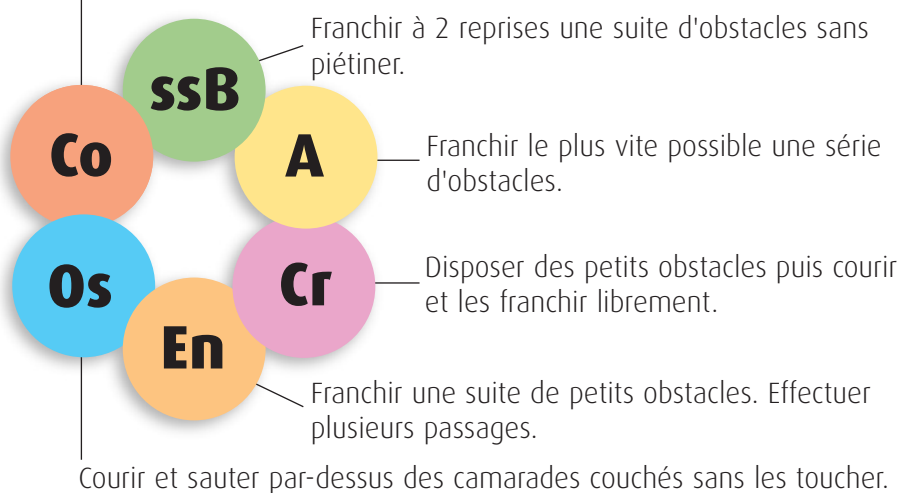 Franchir à 2 reprises une suite d'obstacles sans
piétiner.
ssB
Co
A
Franchir le plus vite possible une série
d'obstacles.
Os
Cr
Disposer des petits obstacles puis courir
et les franchir librement.
En
Franchir une suite de petits obstacles. Effectuer
plusieurs passages.
Courir et sauter par-dessus des camarades couchés sans les toucher.